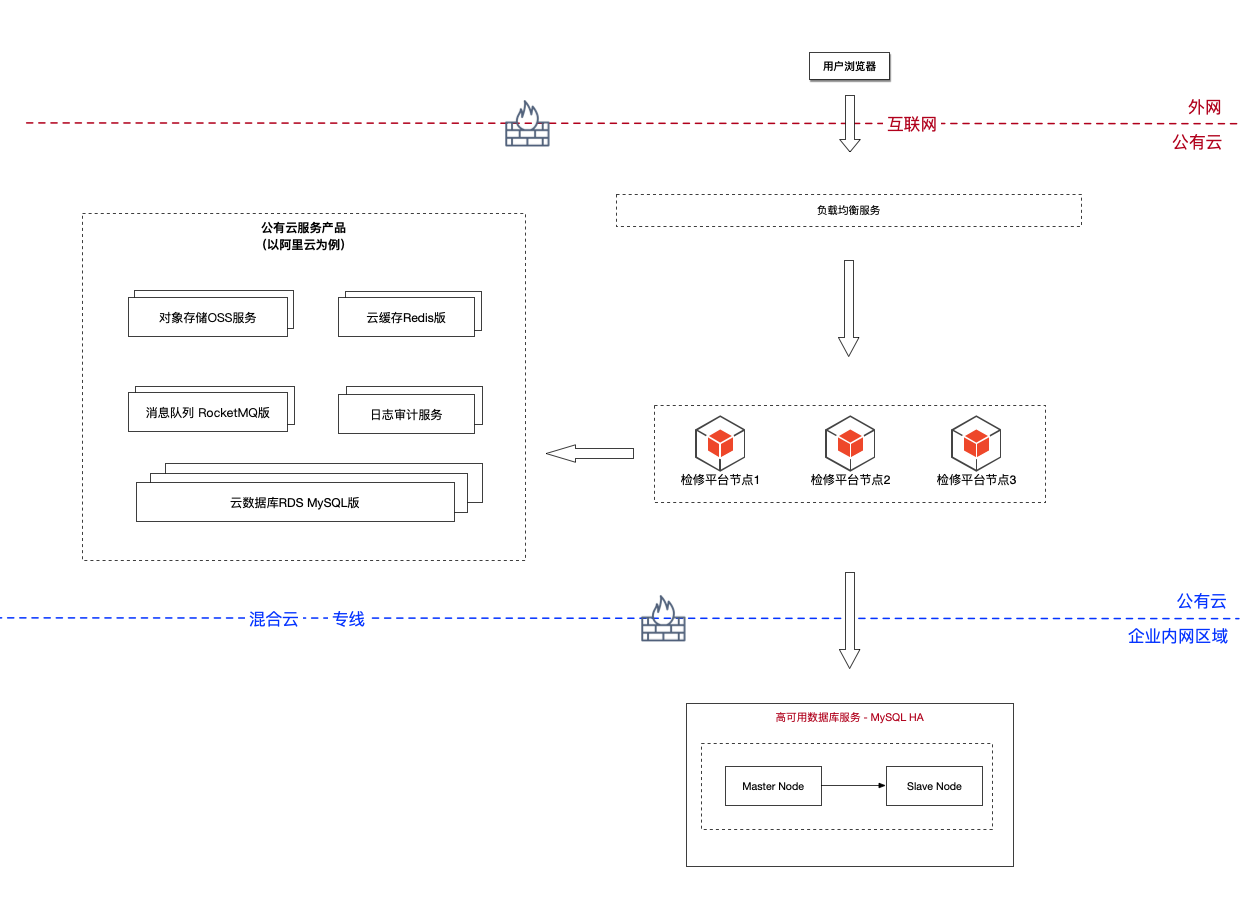 用户浏览器
外网
互联网
公有云
负载均衡服务
公有云服务产品
（以阿里云为例）
对象存储OSS服务
云缓存Redis版
消息队列 RocketMQ版
日志审计服务
云数据库RDS MySQL版
检修平台节点1
检修平台节点2
检修平台节点3
公有云
混合云
专线
企业内网区域
高可用数据库服务 - MySQL HA
Master Node
Slave Node